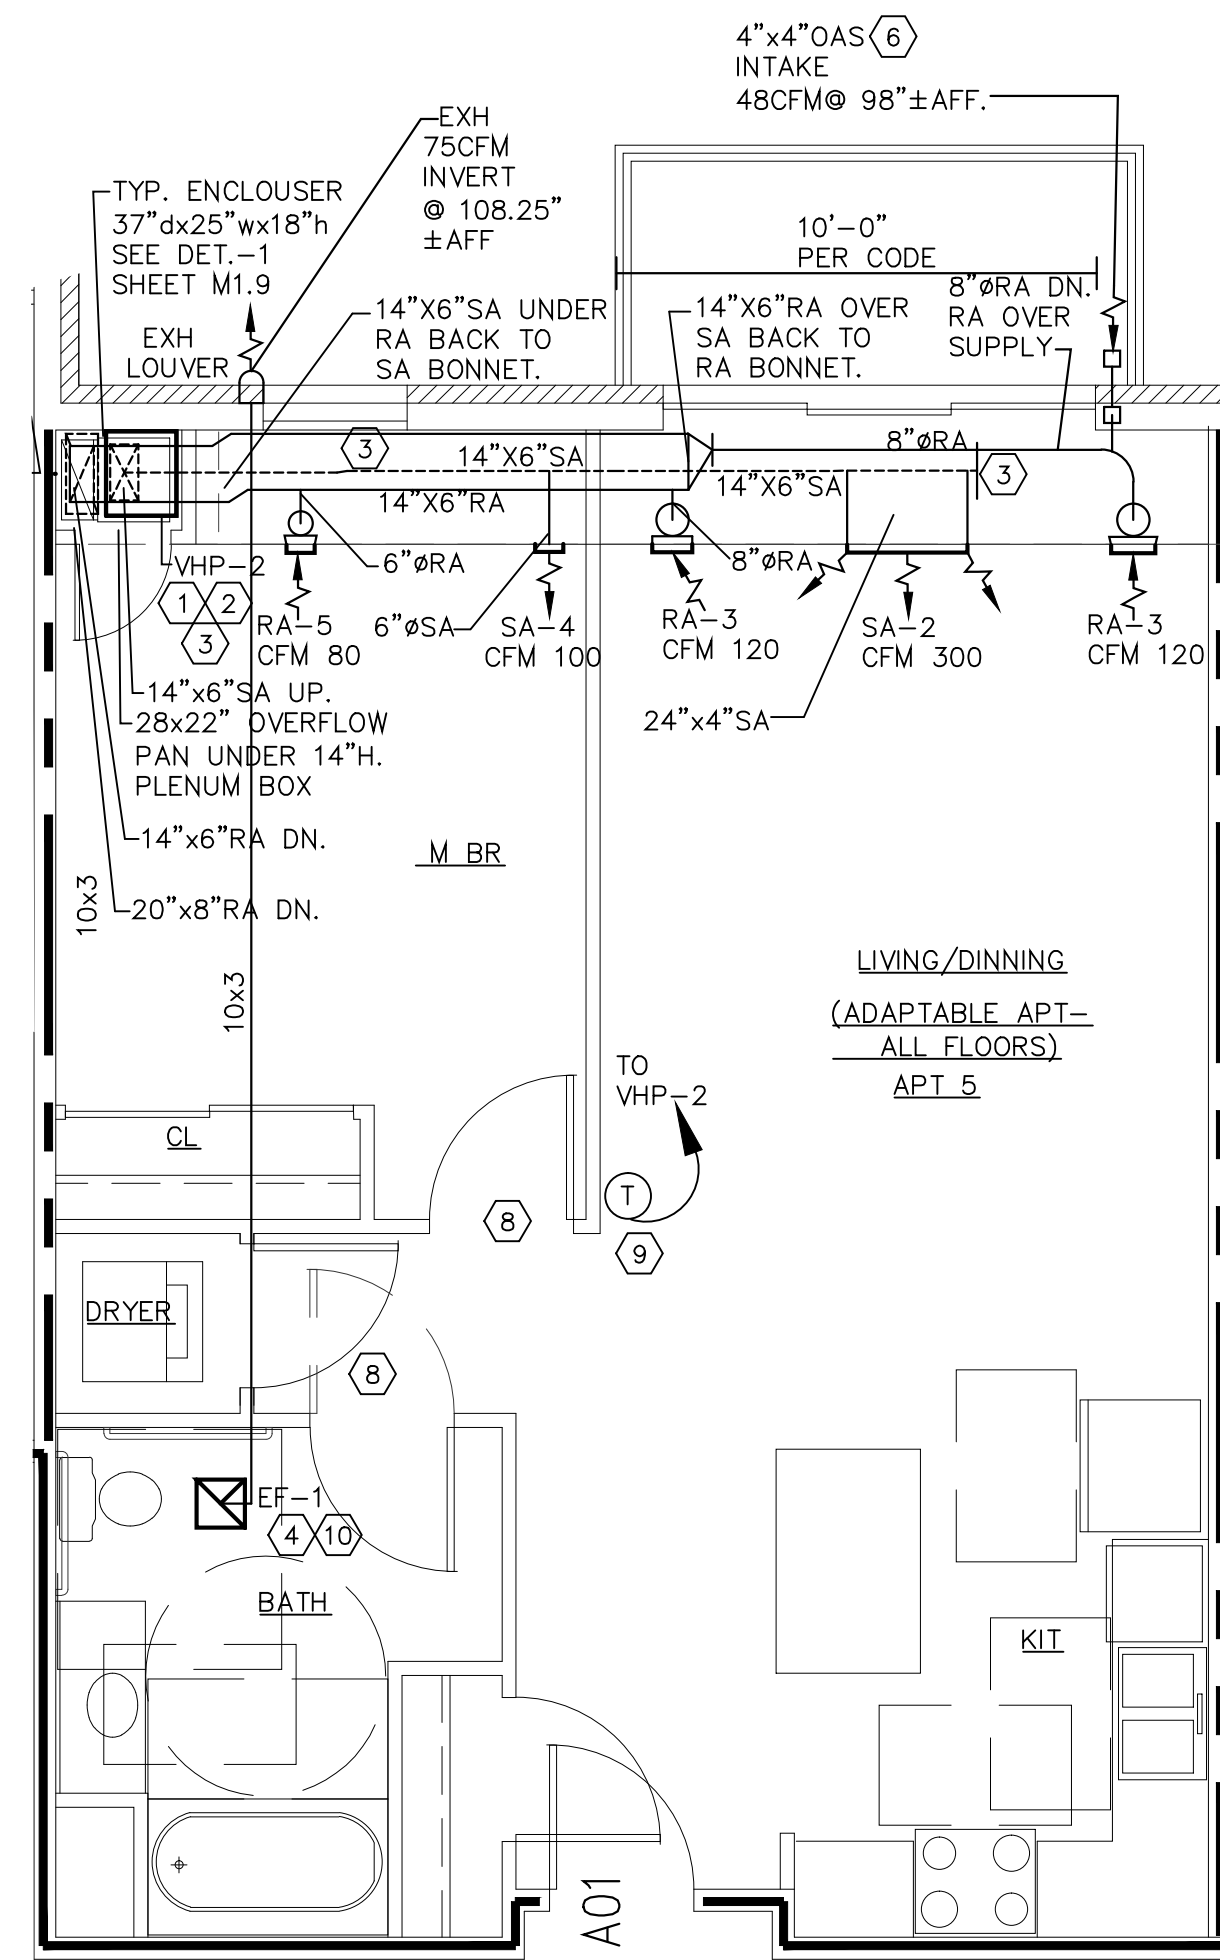 4"x4"OAS 6
INTAKE
48CFM@ 98"±AFF.
EXH
75CFM
INVERT
@ 108.25"
±AFF
TYP. ENCLOUSER
37"dx25"wx18"h
SEE DET.-1
SHEET M1.9
EXH
LOUVER
14"X6"SA UNDER
RA BACK TO
SA BONNET.
14"X6"RA OVER
SA BACK TO
RA BONNET.
10'-0"
PER CODE
8"øRA DN.
RA OVER
SUPPLY
3
14"X6"SA
14"X6"RA
8"øRA
14"X6"SA
3
VHP-2
1 2
3
6"øRA
8"øRA
RA-5
CFM 80
6"øSA
SA-4
CFM 100
RA-3
CFM 120
SA-2
CFM 300
RA-3
CFM 120
14"x6"SA UP.
28x22" OVERFLOW
PAN UNDER 14"H.
PLENUM BOX
24"x4"SA
14"x6"RA DN.
20"x8"RA DN.
10x3
10x3
M BR
LIVING/DINNING
(ADAPTABLE APT-
ALL FLOORS)
APT 5
TO
VHP-2
CL
T
8
9
DRYER
8
EF-1
4 10
BATH
KIT
A01